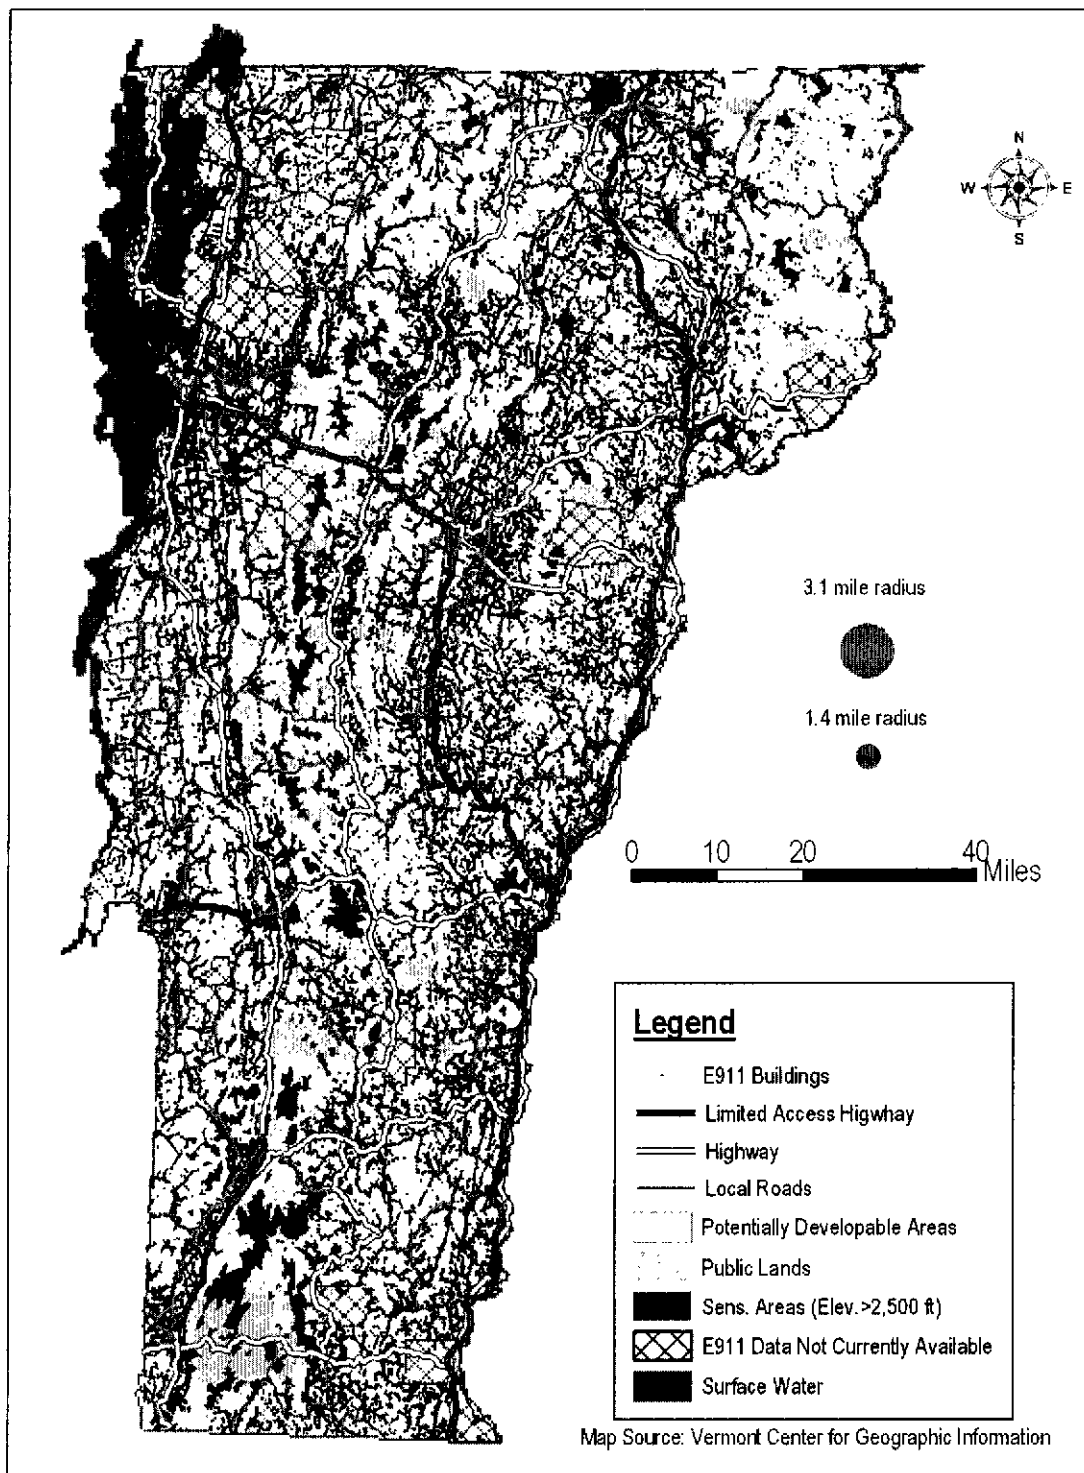 N
W E
S
3.1 mile radius
1.4 mile radius
0 10 20 40 Miles
Legend
E911 Buildings
Limited Access Higwhay
Highway
Local Roads
Potentially Developable Areas
Public Lands
Sens. Areas (Elev.>2,500 ft)
E911 Data Not Currently Available
Surface Water
Map Source: Vermont Center for Geographic Information